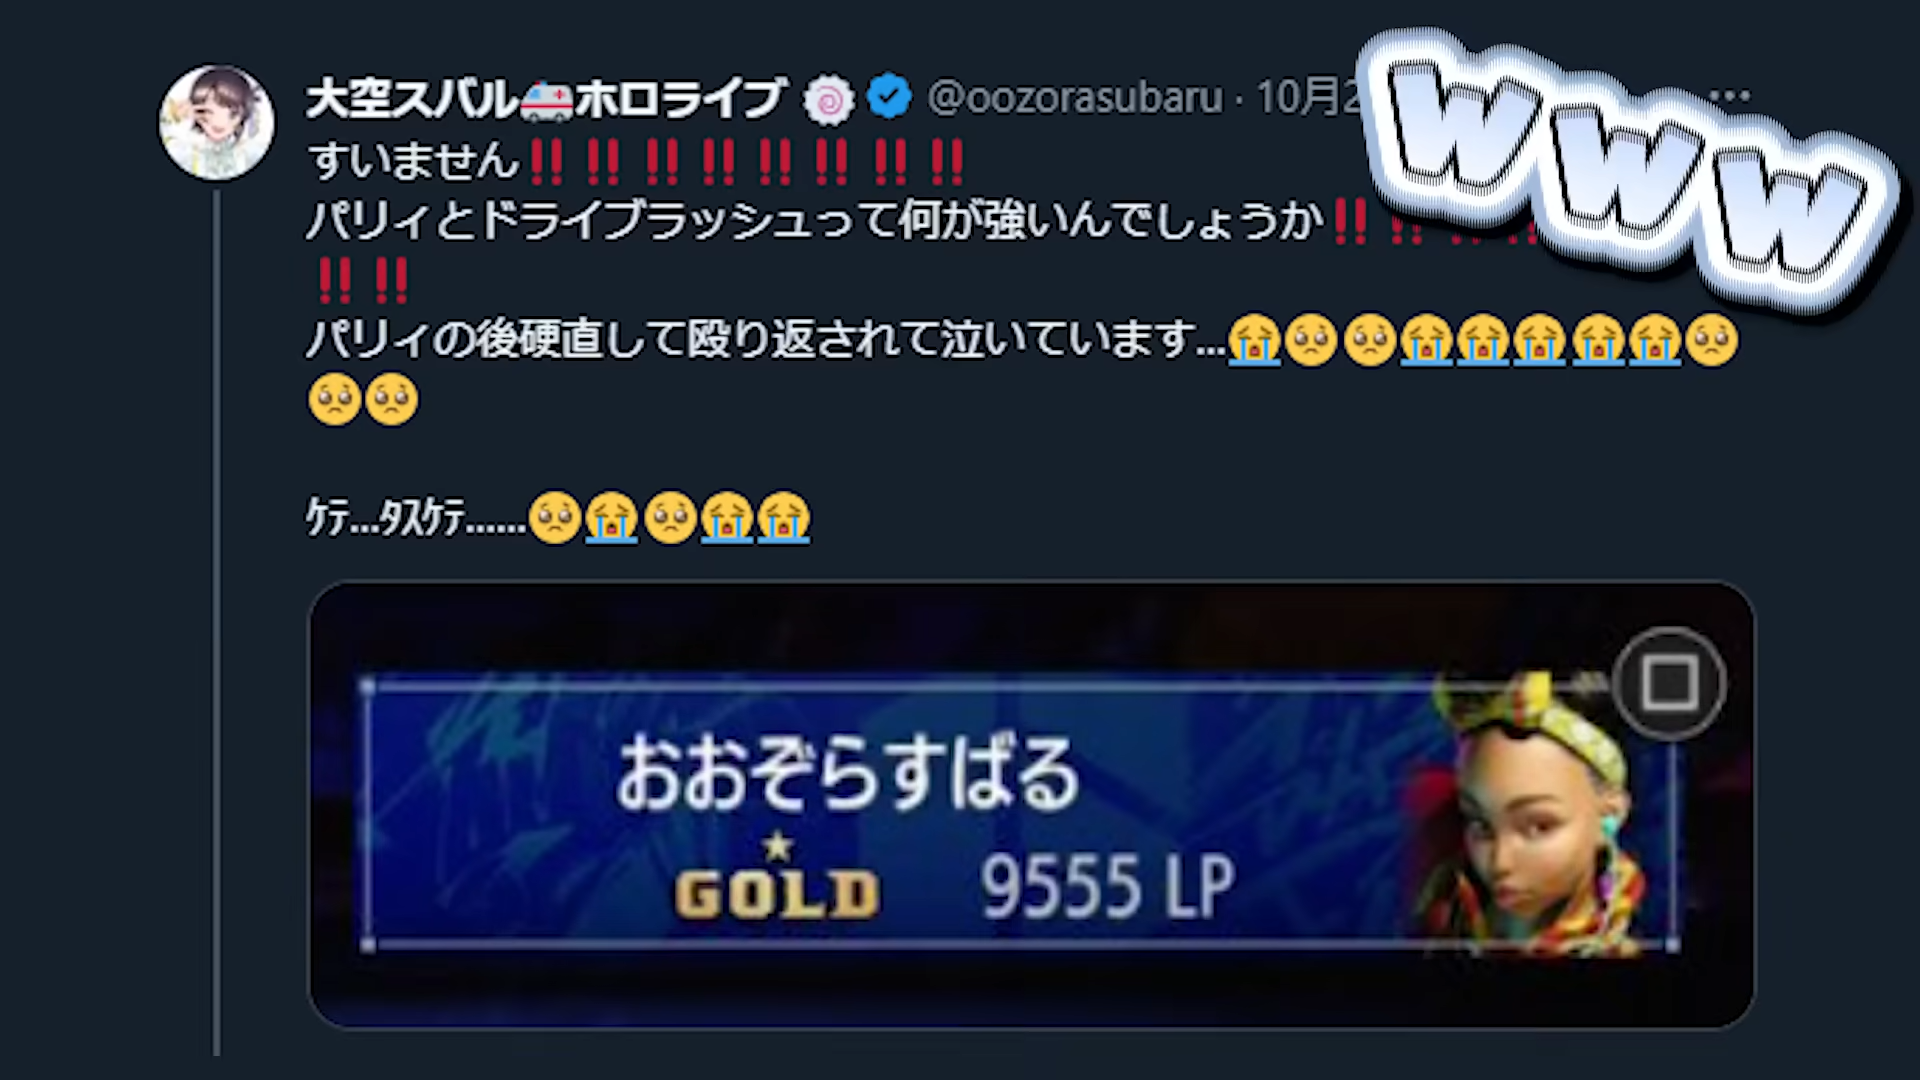 大空スバル🚑ホロライブ 🍥 @oozorasubaru · 10月2
すいません‼‼‼‼‼‼‼‼
パリィとドライブラッシュって何が強いんでしょうか‼‼‼‼
‼‼
パリィの後硬直して殴り返されて泣いています...😭🥺🥺😭😭😭😭😭🥺
🥺🥺
ｹﾃ...ﾀｽｹﾃ......🥺😭🥺😭😭
www
おおぞらすばる
GOLD 9555 LP